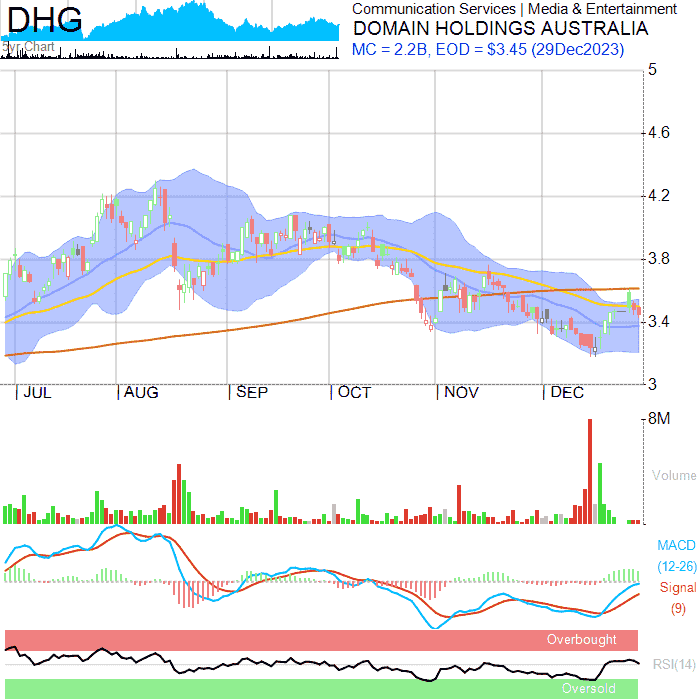 DHG
5yr Chart
Communication Services | Media & Entertainment
DOMAIN HOLDINGS AUSTRALIA
MC = 2.2B, EOD = $3.45 (29Dec2023)
5
4.6
4.2
3.8
3.4
3
JUL
AUG
SEP
OCT
NOV
DEC
8M
Volume
MACD
(12-26)
Signal
(9)
Overbought
RSI(14)
Oversold